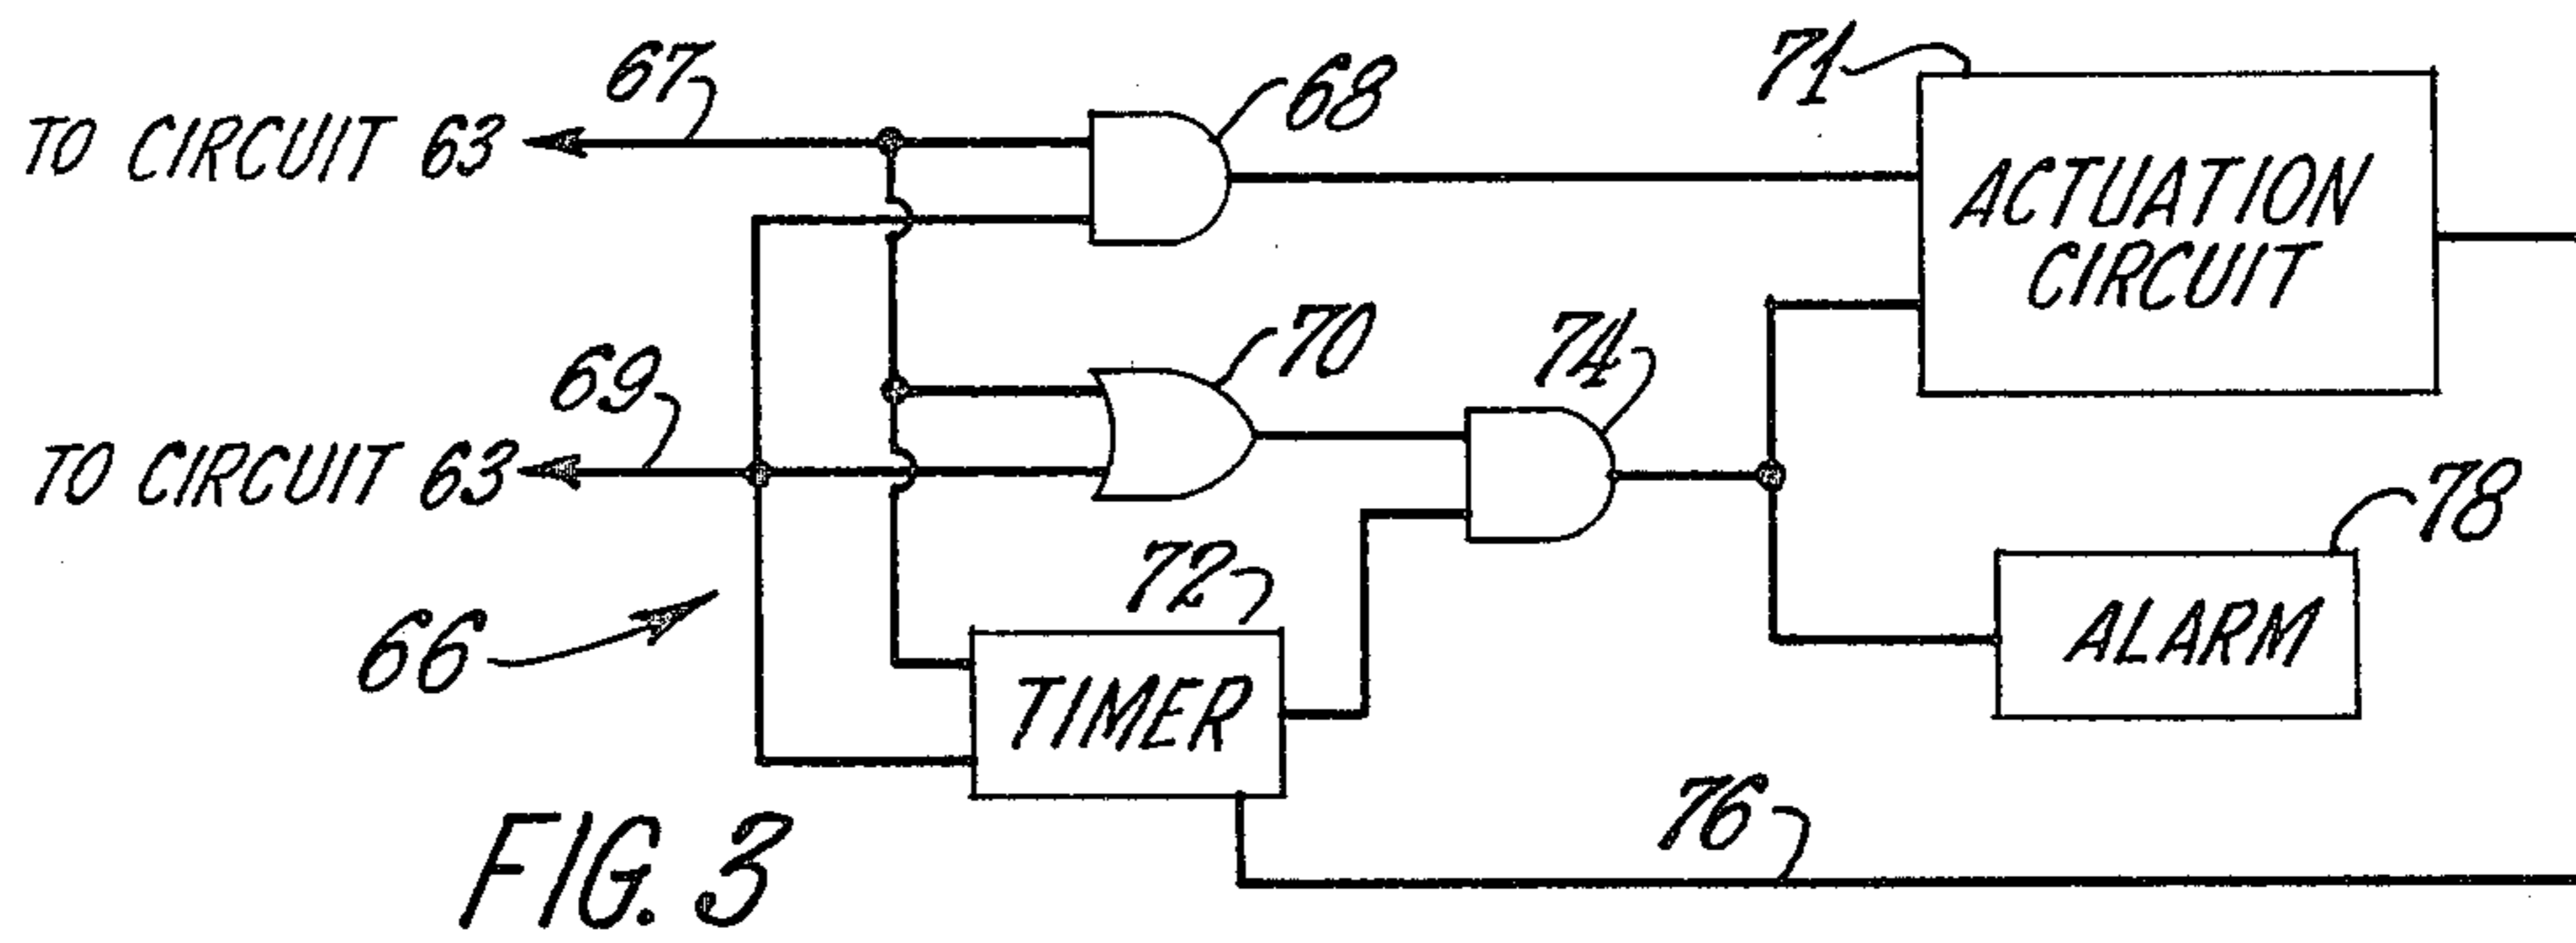 67
68
71
TO CIRCUIT 63
ACTUATION
CIRCUIT
69
70
74
TO CIRCUIT 63
78
66
72
TIMER
ALARM
76
FIG. 3